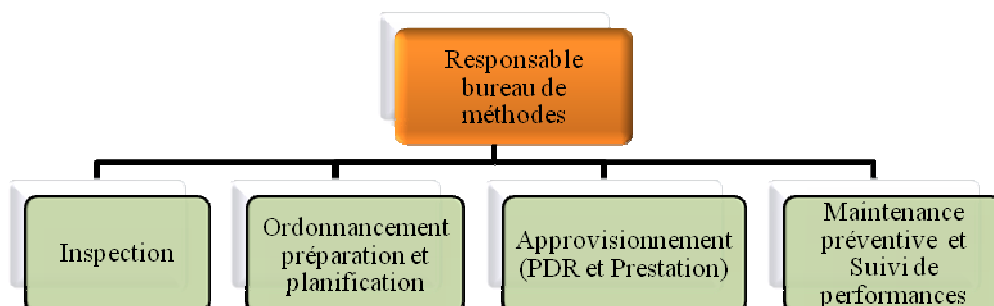 Responsable
bureau de
méthodes
Inspection
Ordonnancement
préparation et
planification
Approvisionnement
(PDR et Prestation)
Maintenance
préventive et
Suivi de
performances